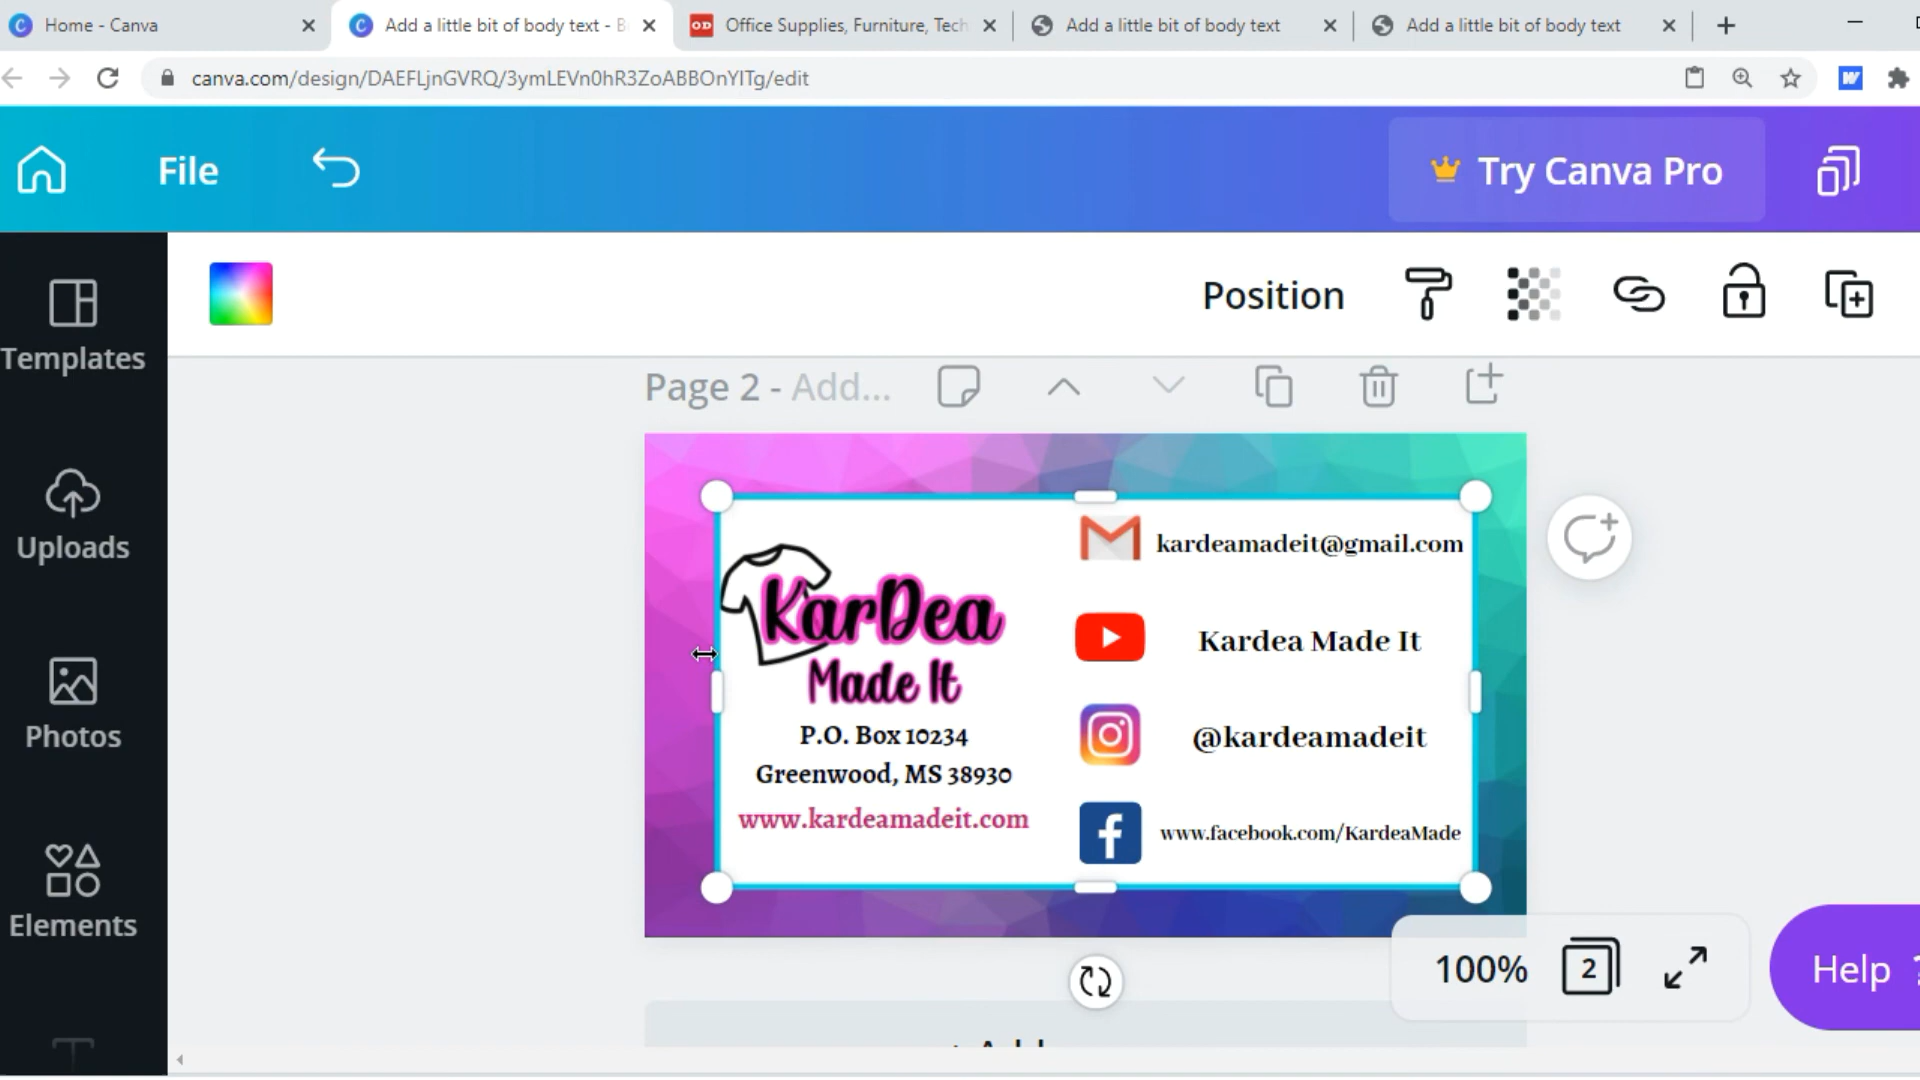 Home - Canva
Add a little bit of body text - B
Office Supplies, Furniture, Tech
Add a little bit of body text
Add a little bit of body text
canva.com/design/DAEFLjnGVRQ/3ymLEVn0hR3ZoABBOnYITg/edit
File
Try Canva Pro
Position
Templates
Uploads
Photos
Elements
Page 2 - Add...
KarDea
Made It
P.O. Box 10234
Greenwood, MS 38930
www.kardeamadeit.com
kardeamadeit@gmail.com
Kardea Made It
@kardeamadeit
www.facebook.com/KardeaMade
100%
2
Help ?